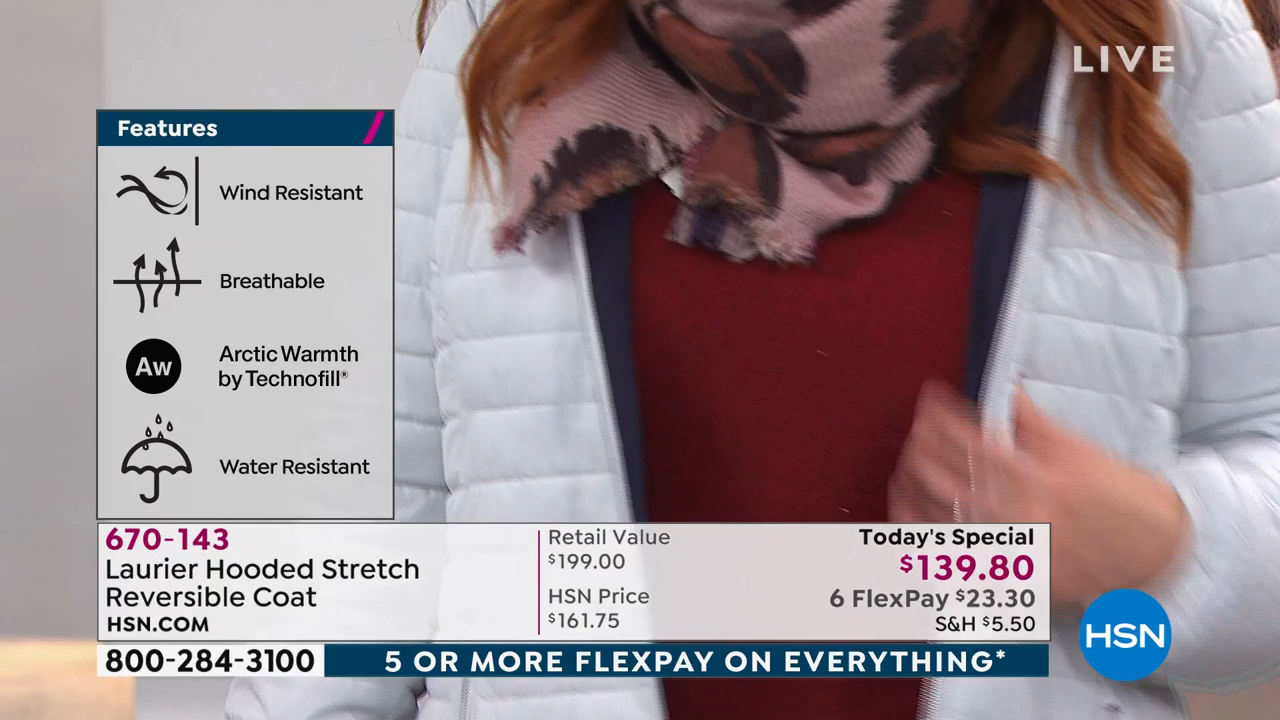 LIVE
Features
Wind Resistant
Breathable
Aw
Arctic Warmth
by Technofill®
Water Resistant
670-143
Laurier Hooded Stretch
Reversible Coat
HSN.COM
Retail Value
$199.00
HSN Price
$161.75
Today's Special
$139.80
6 FlexPay $23.30
S&H $5.50
HSN
800-284-3100
5 OR MORE FLEXPAY ON EVERYTHING*